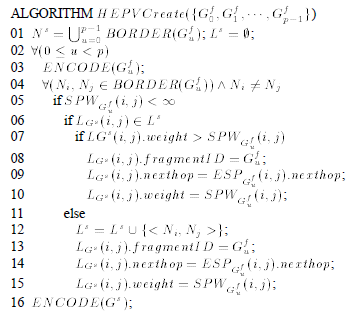 ALGORITHM HEPVCreate({G_0^f, G_1^f, ⋯, G_{p-1}^f})
01 N^s = ⋃_{u=0}^{p-1} BORDER(G_u^f); L^s = ∅;
02 ∀(0 ≤ u < p)
03 ENCODE(G_u^f);
04 ∀(N_i, N_j ∈ BORDER(G_u^f)) ∧ N_i ≠ N_j
05 if SPW_{G_u^f}(i, j) < ∞
06 if L_{G^s}(i, j) ∈ L^s
07 if LG^s(i, j).weight > SPW_{G_u^f}(i, j)
08 L_{G^s}(i, j).fragmentID = G_u^f;
09 L_{G^s}(i, j).nexthop = ESP_{G_u^f}(i, j).nexthop;
10 L_{G^s}(i, j).weight = SPW_{G_u^f}(i, j);
11 else
12 L^s = L^s ∪ {< N_i, N_j >};
13 L_{G^s}(i, j).fragmentID = G_u^f;
14 L_{G^s}(i, j).nexthop = ESP_{G_u^f}(i, j).nexthop;
15 L_{G^s}(i, j).weight = SPW_{G_u^f}(i, j);
16 ENCODE(G^s);